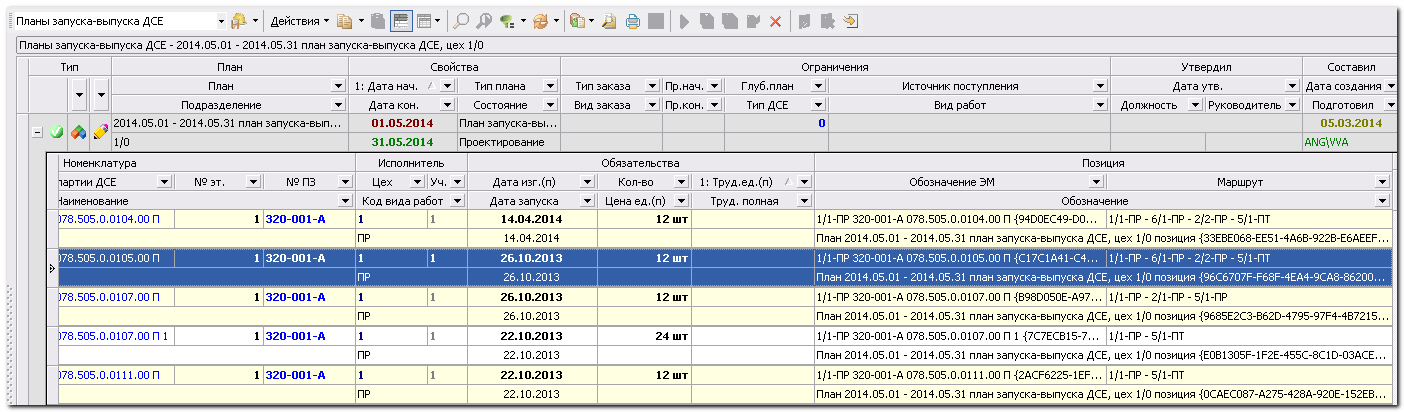 Планы запуска-выпуска ДСЕ Действия
Планы запуска-выпуска ДСЕ - 2014.05.01 - 2014.05.31 план запуска-выпуска ДСЕ, цех 1/0
Тип План Свойства Ограничения Утвердил Составил
План 1: Дата нач. Тип плана Тип заказа Пр.нач. Глуб.план Источник поступления Дата утв. Дата создания
Подразделение Дата кон. Состояние Вид заказа Пр.кон. Тип ДСЕ Вид работ Должность Руководитель Подготовил
2014.05.01 - 2014.05.31 план запуска-вып... 01.05.2014 План запуска-вы... 0 05.03.2014
1/0 31.05.2014 Проектирование ANG\VVA
Номенклатура Исполнитель Обязательства Позиция
партии ДСЕ № эт. № ПЗ Цех Уч. Дата изг.(п) Кол-во 1: Труд.ед.(п) Обозначение ЭМ Маршрут
Наименование Код вида работ Дата запуска Цена ед.(п) Труд. полная Обозначение
078.505.0.0104.00 П 1 320-001-А 1 1 14.04.2014 12 шт 1/1-ПР 320-001-А 078.505.0.0104.00 П {94D0EC49-D0... 1/1-ПР - 6/1-ПР - 2/2-ПР - 5/1-ПТ
ПР 14.04.2014 План 2014.05.01 - 2014.05.31 план запуска-выпуска ДСЕ, цех 1/0 позиция {33EBE068-EE51-4A6B-922B-E6AEEF...
078.505.0.0105.00 П 1 320-001-А 1 1 26.10.2013 12 шт 1/1-ПР 320-001-А 078.505.0.0105.00 П {C17C1A41-C4... 1/1-ПР - 6/1-ПР - 2/2-ПР - 5/1-ПТ
ПР 26.10.2013 План 2014.05.01 - 2014.05.31 план запуска-выпуска ДСЕ, цех 1/0 позиция {96C6707F-F68F-4EA4-9CA8-86200...
078.505.0.0107.00 П 1 320-001-А 1 1 26.10.2013 12 шт 1/1-ПР 320-001-А 078.505.0.0107.00 П {B98D050E-A97... 1/1-ПР - 2/1-ПР - 5/1-ПР
ПР 26.10.2013 План 2014.05.01 - 2014.05.31 план запуска-выпуска ДСЕ, цех 1/0 позиция {9685E2C3-B62D-4795-97F4-4B7215...
078.505.0.0107.00 П 1 1 320-001-А 1 1 22.10.2013 24 шт 1/1-ПР 320-001-А 078.505.0.0107.00 П 1 {7C7ECB15-7... 1/1-ПР - 5/1-ПТ
ПР 22.10.2013 План 2014.05.01 - 2014.05.31 план запуска-выпуска ДСЕ, цех 1/0 позиция {E0B1305F-1F2E-455C-8C1D-03ACE...
078.505.0.0111.00 П 1 320-001-А 1 1 22.10.2013 12 шт 1/1-ПР 320-001-А 078.505.0.0111.00 П {2ACF6225-1EF... 1/1-ПР - 5/1-ПТ
ПР 22.10.2013 План 2014.05.01 - 2014.05.31 план запуска-выпуска ДСЕ, цех 1/0 позиция {0CAEC087-A275-428A-920E-152EB...